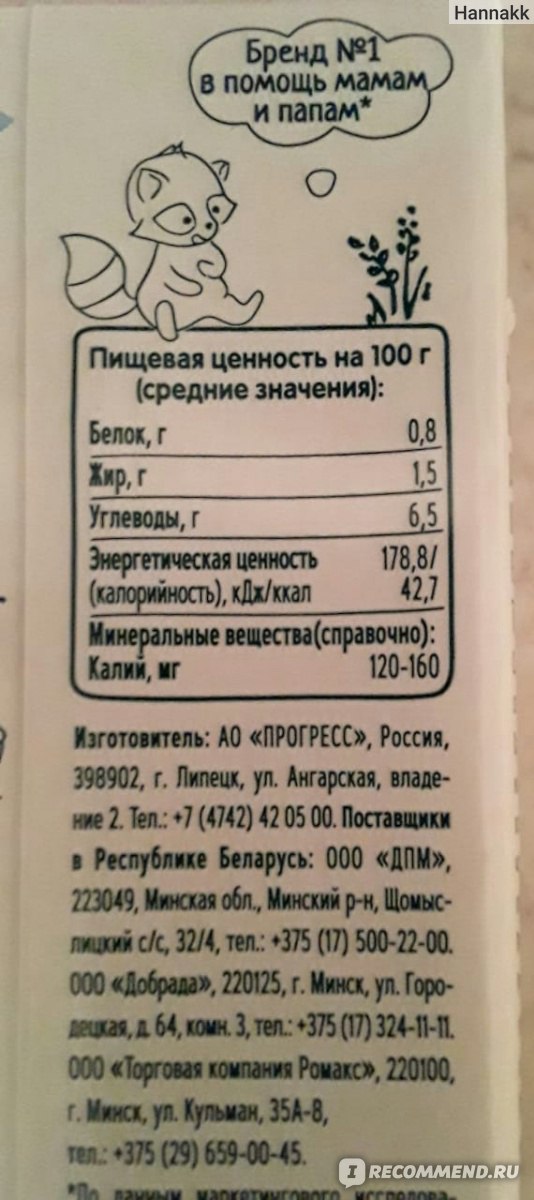 Hannakk
Бренд №1
в помощь мамам
и папам*
Пищевая ценность на 100 г
(средние значения):
Белок, г 0,8
Жир, г 1,5
Углеводы, г 6,5
Энергетическая ценность 178,8/
(калорийность), кДж/ккал 42,7
Минеральные вещества(справочно):
Калий, мг 120-160
Изготовитель: АО «ПРОГРЕСС», Россия,
398902, г. Липецк, ул. Ангарская, владе-
ние 2. Тел.: +7 (4742) 42 05 00. Поставщики
в Республике Беларусь: ООО «ДПМ»,
223049, Минская обл., Минский р-н, Щомыс-
лицкий с/с, 32/4, тел.: +375 (17) 500-22-00.
ООО «Добрада», 220125, г. Минск, ул. Горо-
децкая, д. 64, комн. 3, тел.: +375 (17) 324-11-11.
ООО «Торговая компания Ромакс», 220100,
г. Минск, ул. Кульман, 35А-8,
тел.: +375 (29) 659-00-45.
*По данным маркетингового исследова-
IRECOMMEND.RU